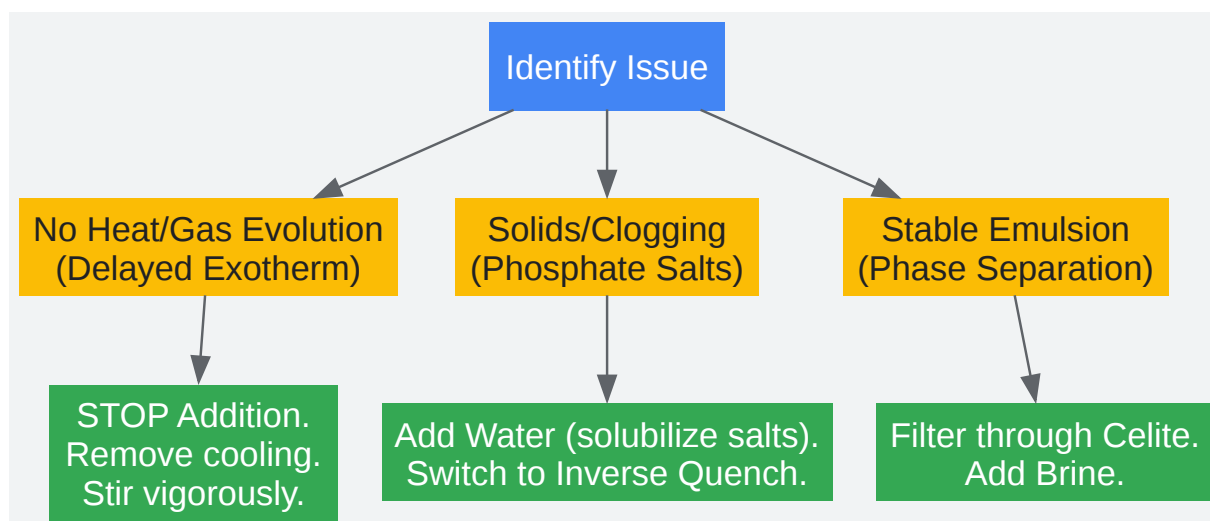 Identify Issue
No Heat/Gas Evolution
(Delayed Exotherm)
Solids/Clogging
(Phosphate Salts)
Stable Emulsion
(Phase Separation)
STOP Addition.
Remove cooling.
Stir vigorously.
Add Water (solubilize salts).
Switch to Inverse Quench.
Filter through Celite.
Add Brine.